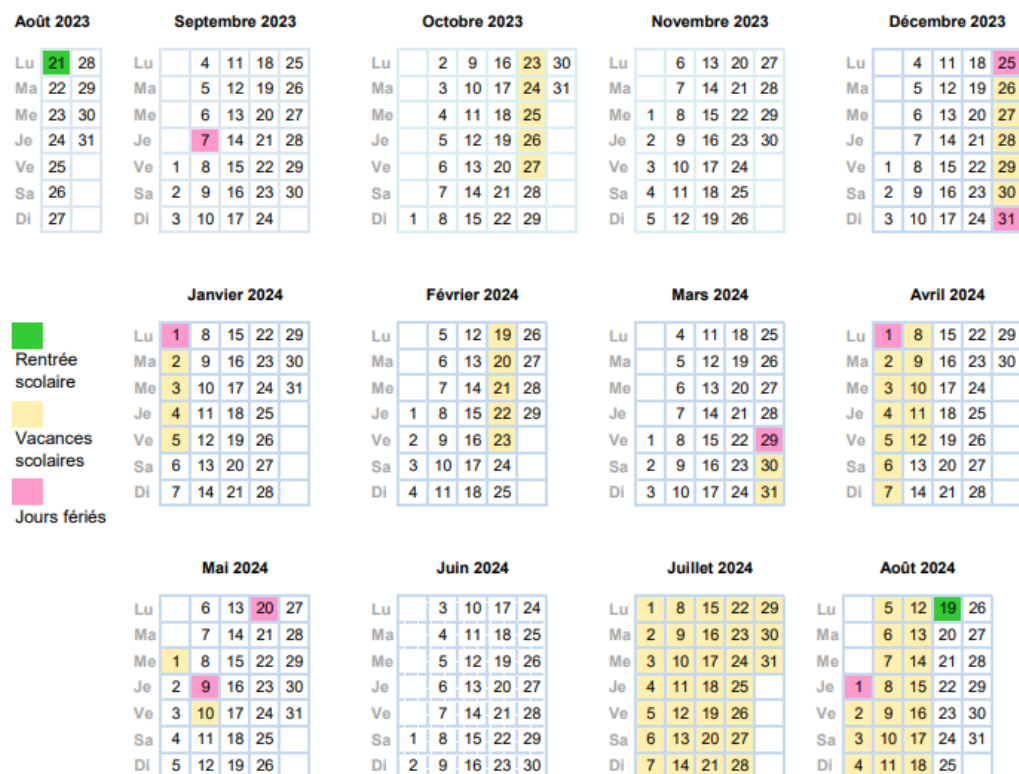 Août 2023
Lu 21 28
Ma 22 29
Me 23 30
Je 24 31
Ve 25
Sa 26
Di 27
Septembre 2023
Lu 4 11 18 25
Ma 5 12 19 26
Me 6 13 20 27
Je 7 14 21 28
Ve 1 8 15 22 29
Sa 2 9 16 23 30
Di 3 10 17 24
Octobre 2023
Lu 2 9 16 23 30
Ma 3 10 17 24 31
Me 4 11 18 25
Je 5 12 19 26
Ve 6 13 20 27
Sa 7 14 21 28
Di 1 8 15 22 29
Novembre 2023
Lu 6 13 20 27
Ma 7 14 21 28
Me 1 8 15 22 29
Je 2 9 16 23 30
Ve 3 10 17 24
Sa 4 11 18 25
Di 5 12 19 26
Décembre 2023
Lu 4 11 18 25
Ma 5 12 19 26
Me 6 13 20 27
Je 7 14 21 28
Ve 1 8 15 22 29
Sa 2 9 16 23 30
Di 3 10 17 24 31
Rentrée
scolaire
Vacances
scolaires
Jours fériés
Janvier 2024
Lu 1 8 15 22 29
Ma 2 9 16 23 30
Me 3 10 17 24 31
Je 4 11 18 25
Ve 5 12 19 26
Sa 6 13 20 27
Di 7 14 21 28
Février 2024
Lu 5 12 19 26
Ma 6 13 20 27
Me 7 14 21 28
Je 1 8 15 22 29
Ve 2 9 16 23
Sa 3 10 17 24
Di 4 11 18 25
Mars 2024
Lu 4 11 18 25
Ma 5 12 19 26
Me 6 13 20 27
Je 7 14 21 28
Ve 1 8 15 22 29
Sa 2 9 16 23 30
Di 3 10 17 24 31
Avril 2024
Lu 1 8 15 22 29
Ma 2 9 16 23 30
Me 3 10 17 24
Je 4 11 18 25
Ve 5 12 19 26
Sa 6 13 20 27
Di 7 14 21 28
Mai 2024
Lu 6 13 20 27
Ma 7 14 21 28
Me 1 8 15 22 29
Je 2 9 16 23 30
Ve 3 10 17 24 31
Sa 4 11 18 25
Di 5 12 19 26
Juin 2024
Lu 3 10 17 24
Ma 4 11 18 25
Me 5 12 19 26
Je 6 13 20 27
Ve 7 14 21 28
Sa 1 8 15 22 29
Di 2 9 16 23 30
Juillet 2024
Lu 1 8 15 22 29
Ma 2 9 16 23 30
Me 3 10 17 24 31
Je 4 11 18 25
Ve 5 12 19 26
Sa 6 13 20 27
Di 7 14 21 28
Août 2024
Lu 5 12 19 26
Ma 6 13 20 27
Me 7 14 21 28
Je 1 8 15 22 29
Ve 2 9 16 23 30
Sa 3 10 17 24 31
Di 4 11 18 25